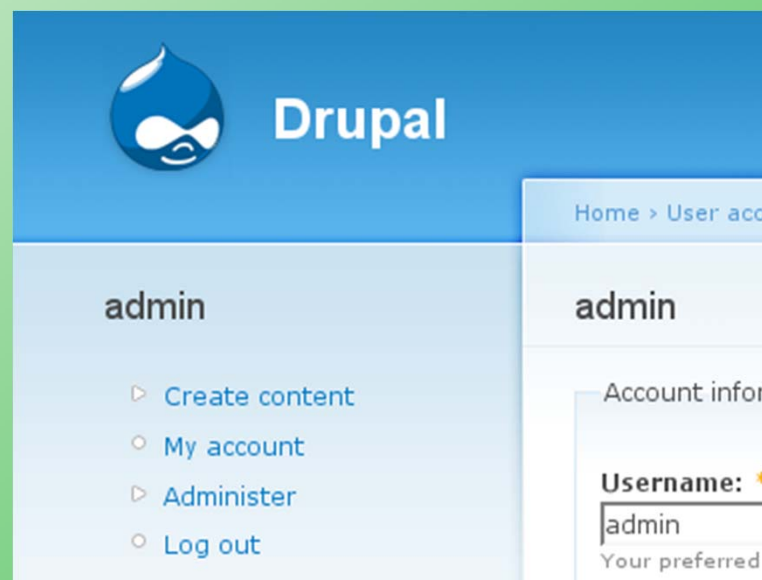 Drupal
Home › User acc
admin
Create content
My account
Administer
Log out
admin
Account infor
Username: *
admin
Your preferred